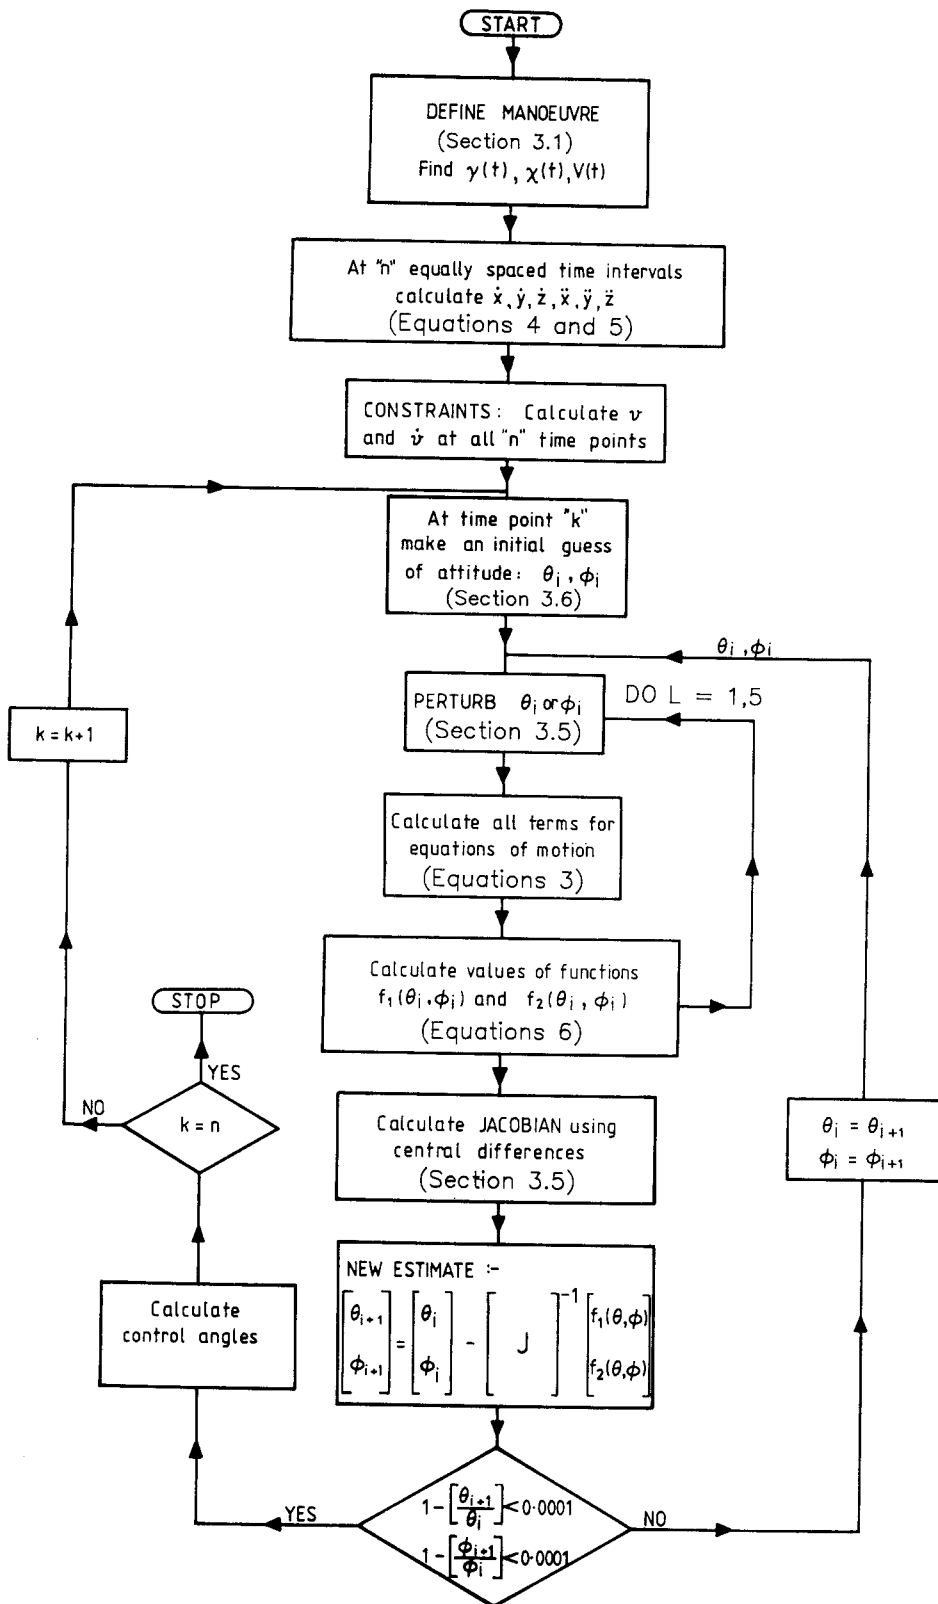 START
DEFINE MANOEUVRE
(Section 3.1)
Find γ(t), χ(t), V(t)
At "n" equally spaced time intervals
calculate ẋ, ẏ, ż, ẍ, ÿ, z̈
(Equations 4 and 5)
CONSTRAINTS: Calculate v
and v̇ at all "n" time points
At time point "k"
make an initial guess
of attitude: θi, ϕi
(Section 3.6)
θi, ϕi
PERTURB θi or ϕi
(Section 3.5)
DO L = 1,5
k = k+1
Calculate all terms for
equations of motion
(Equations 3)
Calculate values of functions
f1(θi, ϕi) and f2(θi, ϕi)
(Equations 6)
STOP
YES
NO
k = n
Calculate JACOBIAN using
central differences
(Section 3.5)
θi = θi+1
ϕi = ϕi+1
NEW ESTIMATE :-
[θi+1 ϕi+1] = [θi ϕi] - [J]-1 [f1(θ,ϕ) f2(θ,ϕ)]
Calculate
control angles
1 - [θi+1/θi] < 0·0001
1 - [ϕi+1/ϕi] < 0·0001
YES
NO